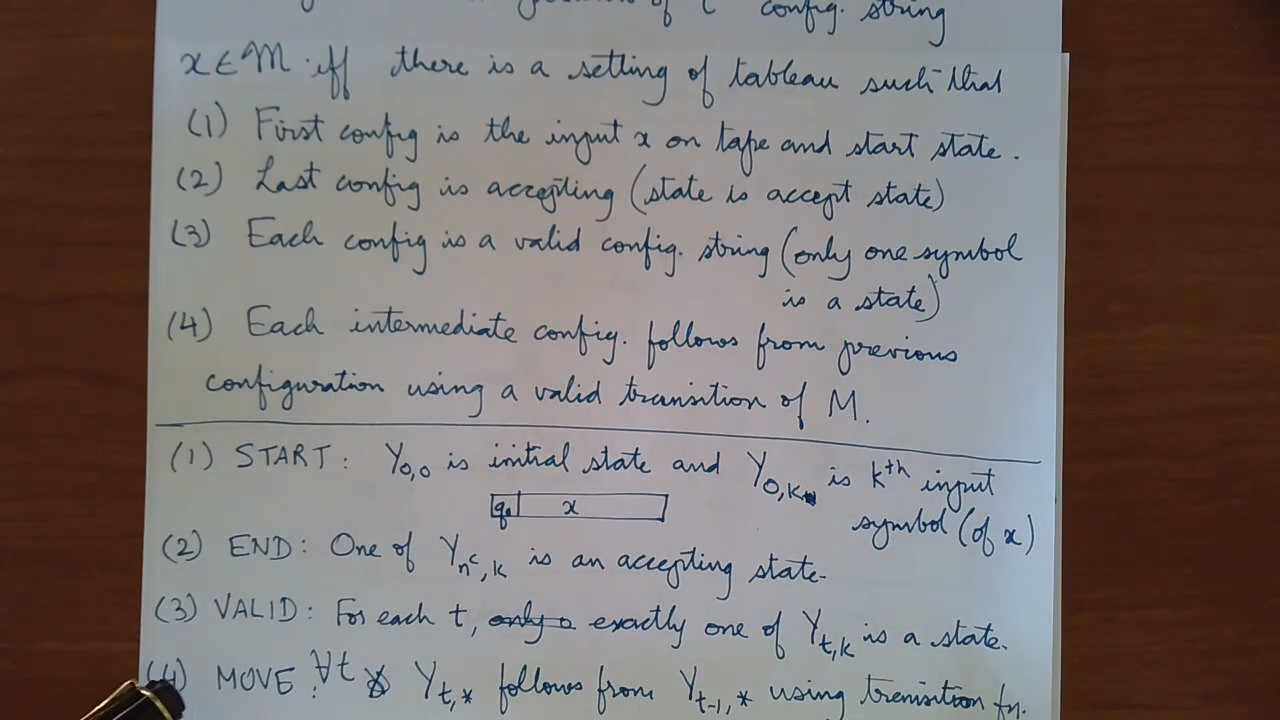 of t config. string
x ∈ M iff there is a setting of tableau such that
(1) First config is the input x on tape and start state.
(2) Last config is accepting (state is accept state)
(3) Each config is a valid config. string (only one symbol
is a state)
(4) Each intermediate config. follows from previous
configuration using a valid transition of M.
(1) START: Y0,0 is initial state and Y0,k is kth input
symbol (of x)
q0 x
(2) END: One of Yn^c,k is an accepting state.
(3) VALID: For each t, only o exactly one of Yt,k is a state.
(4) MOVE: ∀t Yt,* follows from Yt-1,* using transition fn.